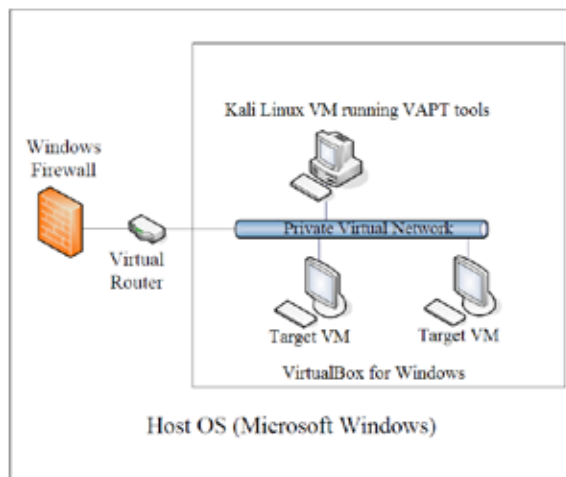 Kali Linux VM running VAPT tools
Windows
Firewall
Private Virtual Network
Virtual
Router
Target VM
Target VM
VirtualBox for Windows
Host OS (Microsoft Windows)